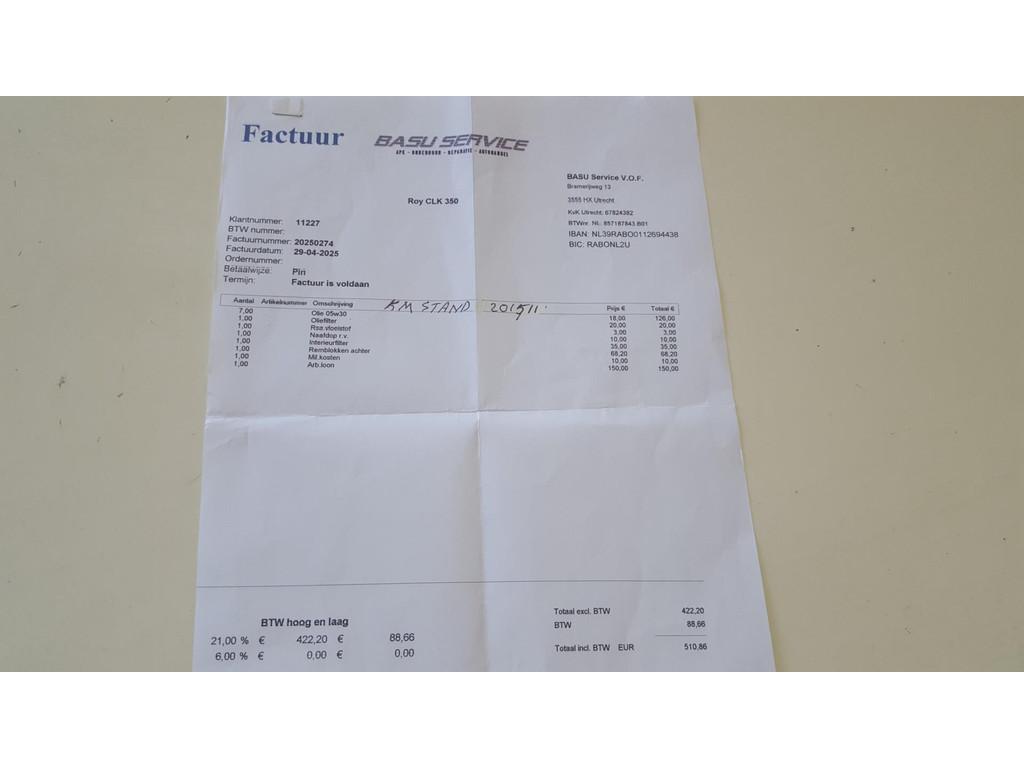 Factuur
BASU SERVICE
APK - ONDERHOUD - REPARATIE - AUTOHANDEL
BASU Service V.O.F.
Bramerijweg 13
3555 HX Utrecht
KvK Utrecht: 67824382
BTWnr. NL: 857187843.B01
IBAN: NL39RABO0112694438
BIC: RABONL2U
Roy CLK 350
Klantnummer: 11227
BTW nummer:
Factuurnummer: 20250274
Factuurdatum: 29-04-2025
Ordernummer:
Betaalwijze: Pin
Termijn: Factuur is voldaan
Aantal Artikelnummer Omschrijving KM STAND Prijs € Totaal €
7,00 Olie 05w30 18,00 126,00
1,00 Oliefilter 20,00 20,00
1,00 Rsa.vloeistof 3,00 3,00
1,00 Naafdop r.v. 10,00 10,00
1,00 Interieurfilter 35,00 35,00
1,00 Remblokken achter 68,20 68,20
1,00 Mil.kosten 10,00 10,00
1,00 Arb.loon 150,00 150,00
BTW hoog en laag
21,00 % € 422,20 € 88,66
6,00 % € 0,00 € 0,00
Totaal excl. BTW 422,20
BTW 88,66
Totaal incl. BTW EUR 510,86